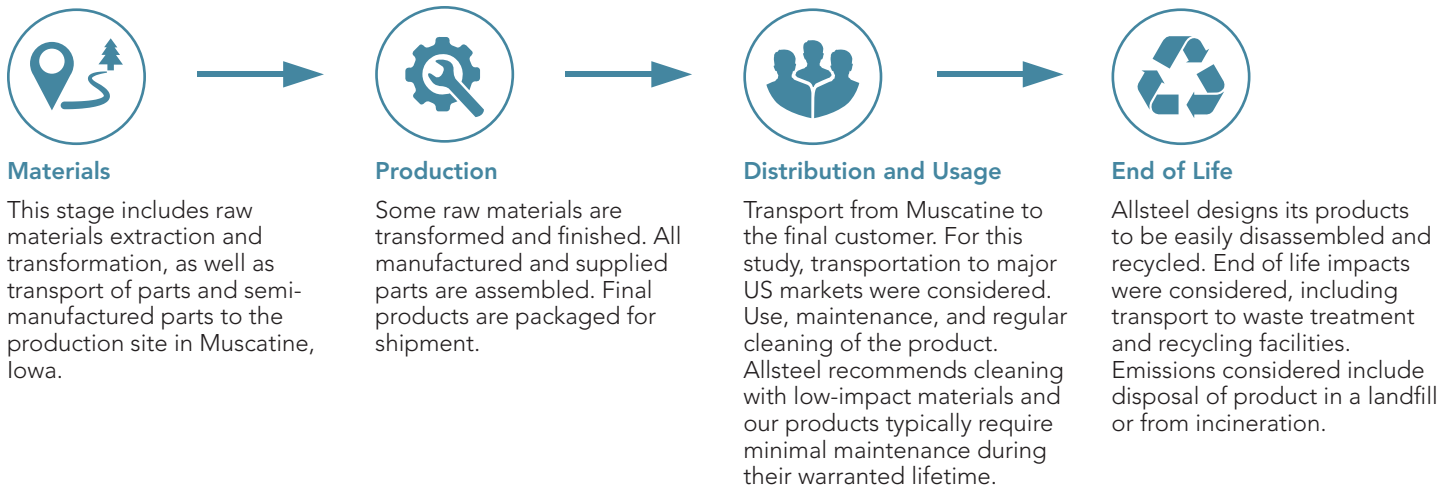 Materials
This stage includes raw
materials extraction and
transformation, as well as
transport of parts and semi-
manufactured parts to the
production site in Muscatine,
Iowa.
Production
Some raw materials are
transformed and finished. All
manufactured and supplied
parts are assembled. Final
products are packaged for
shipment.
Distribution and Usage
Transport from Muscatine to
the final customer. For this
study, transportation to major
US markets were considered.
Use, maintenance, and regular
cleaning of the product.
Allsteel recommends cleaning
with low-impact materials and
our products typically require
minimal maintenance during
their warranted lifetime.
End of Life
Allsteel designs its products
to be easily disassembled and
recycled. End of life impacts
were considered, including
transport to waste treatment
and recycling facilities.
Emissions considered include
disposal of product in a landfill
or from incineration.